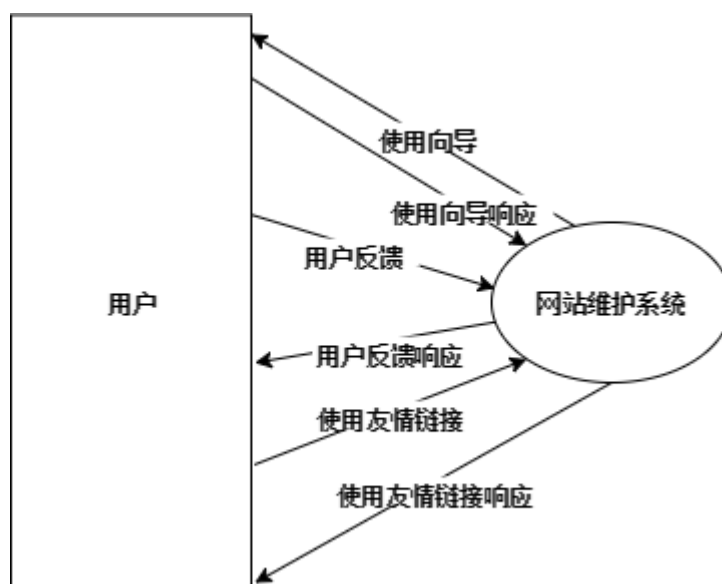 使用向导
使用向导响应
用户反馈
用户
网站维护系统
用户反馈响应
使用友情链接
使用友情链接响应